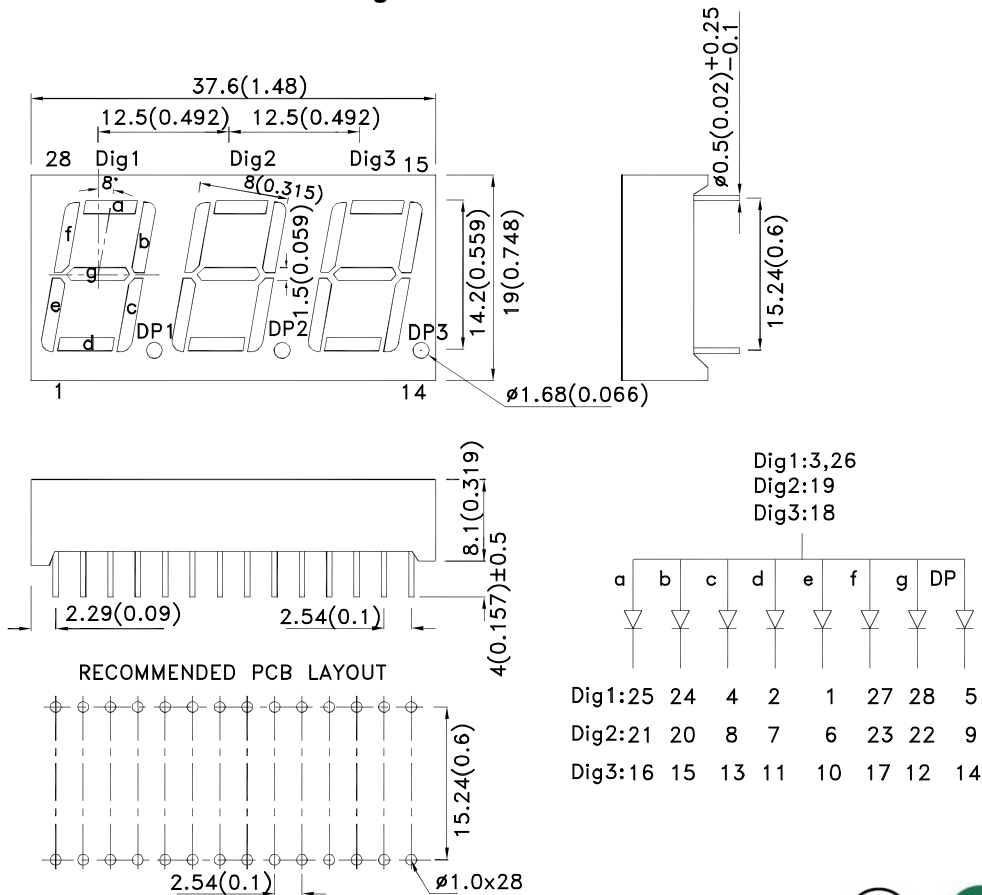 g
37.6(1.48)
12.5(0.492) 12.5(0.492)
28 Dig1 Dig2 Dig3 15
8°
8(0.315)
a
f b
g
e c
d
1.5(0.059)
DP1 DP2 DP3
14.2(0.559)
19(0.748)
1 14
ø1.68(0.066)
ø0.5(0.02)+0.25
-0.1
15.24(0.6)
8.1(0.319)
4(0.157)±0.5
2.29(0.09) 2.54(0.1)
RECOMMENDED PCB LAYOUT
15.24(0.6)
2.54(0.1) ø1.0x28
Dig1:3,26
Dig2:19
Dig3:18
a b c d e f g DP
Dig1:25 24 4 2 1 27 28 5
Dig2:21 20 8 7 6 23 22 9
Dig3:16 15 13 11 10 17 12 14